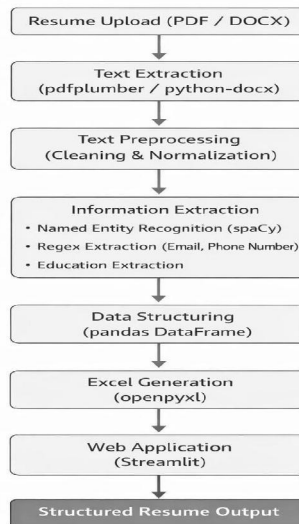 Resume Upload (PDF / DOCX)
Text Extraction
(pdfplumber / python-docx)
Text Preprocessing
(Cleaning & Normalization)
Information Extraction
• Named Entity Recognition (spaCy)
• Regex Extraction (Email, Phone Number)
• Education Extraction
Data Structuring
(pandas DataFrame)
Excel Generation
(openpyxl)
Web Application
(Streamlit)
Structured Resume Output